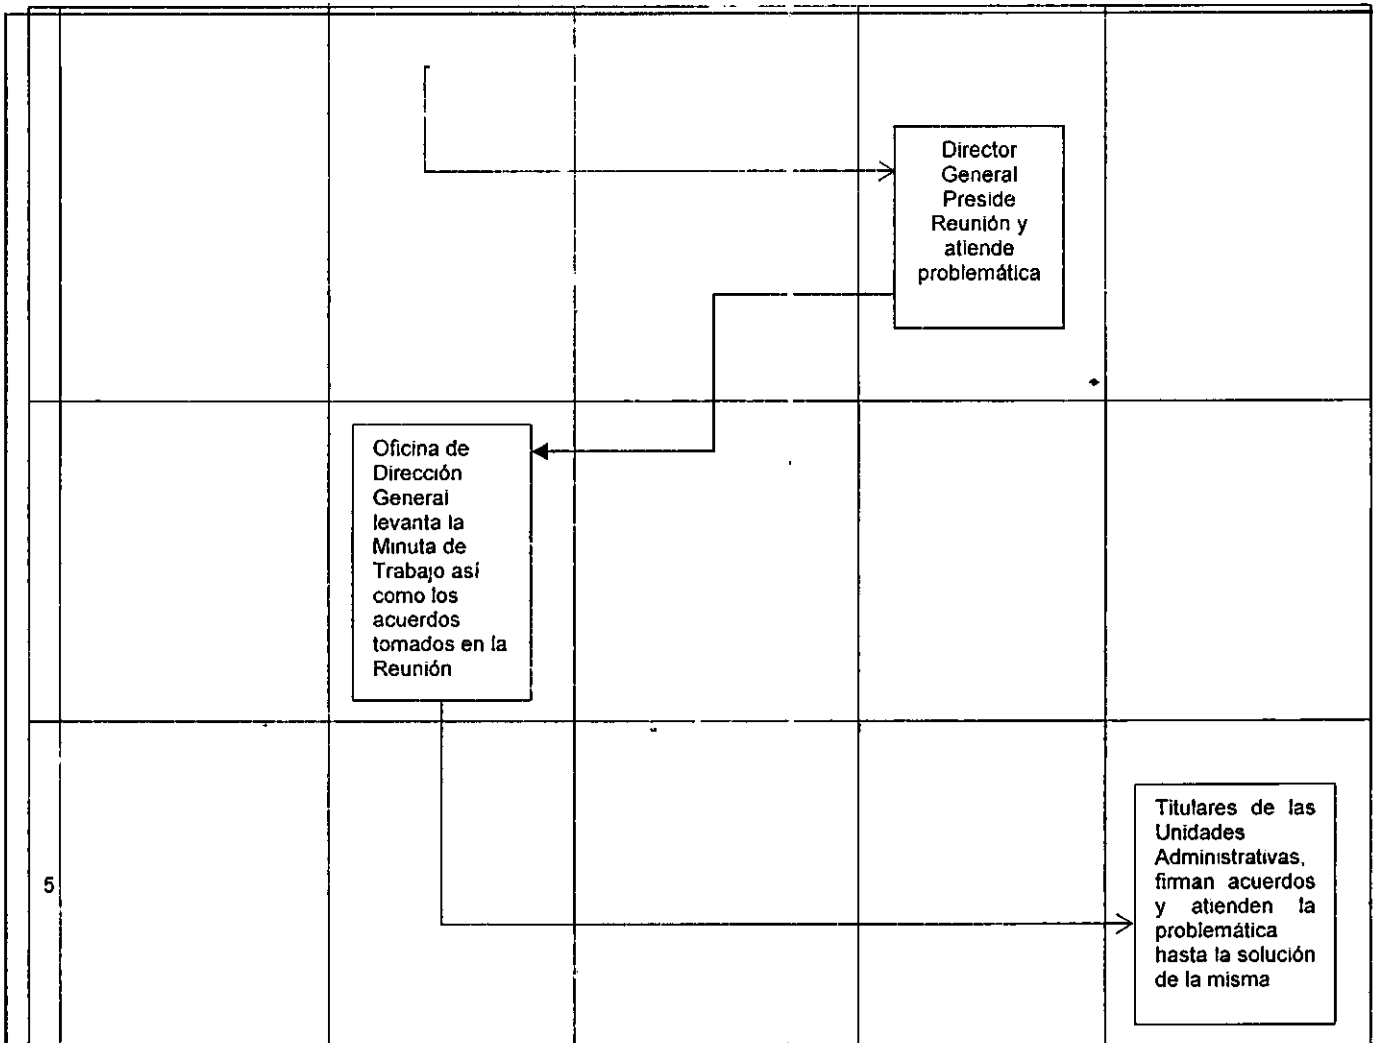 Director
General
Preside
Reunión y
atiende
problemática
Oficina de
Dirección
General
levanta la
Minuta de
Trabajo así
como los
acuerdos
tomados en la
Reunión
5
Titulares de las
Unidades
Administrativas,
firman acuerdos
y atienden la
problemática
hasta la solución
de la misma